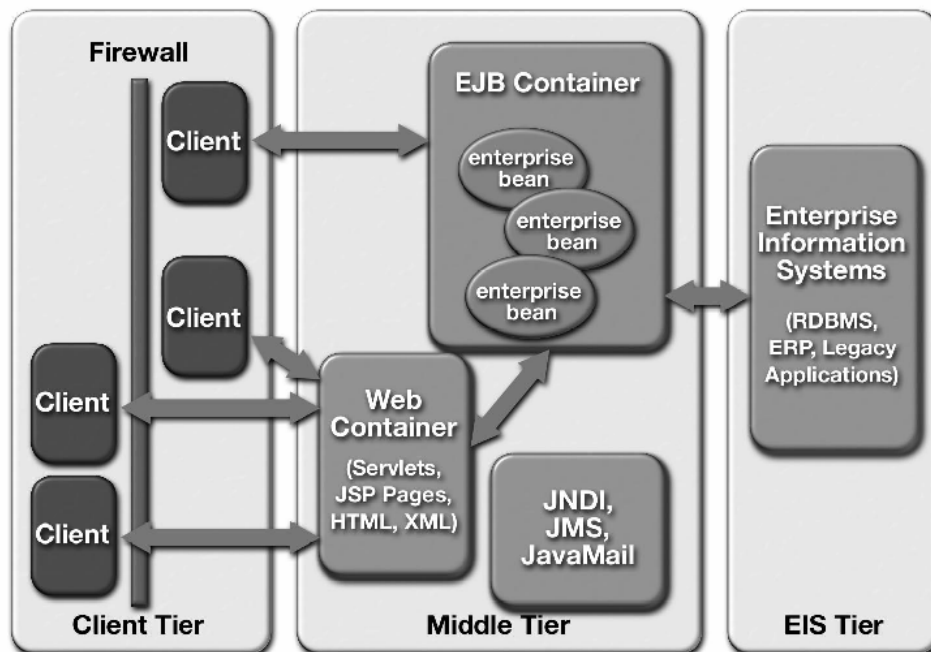 Firewall
Client
Client
Client
Client
Client Tier
EJB Container
enterprise
bean
enterprise
bean
enterprise
bean
Web
Container
(Servlets,
JSP Pages,
HTML, XML)
JNDI,
JMS,
JavaMail
Middle Tier
Enterprise
Information
Systems
(RDBMS,
ERP, Legacy
Applications)
EIS Tier